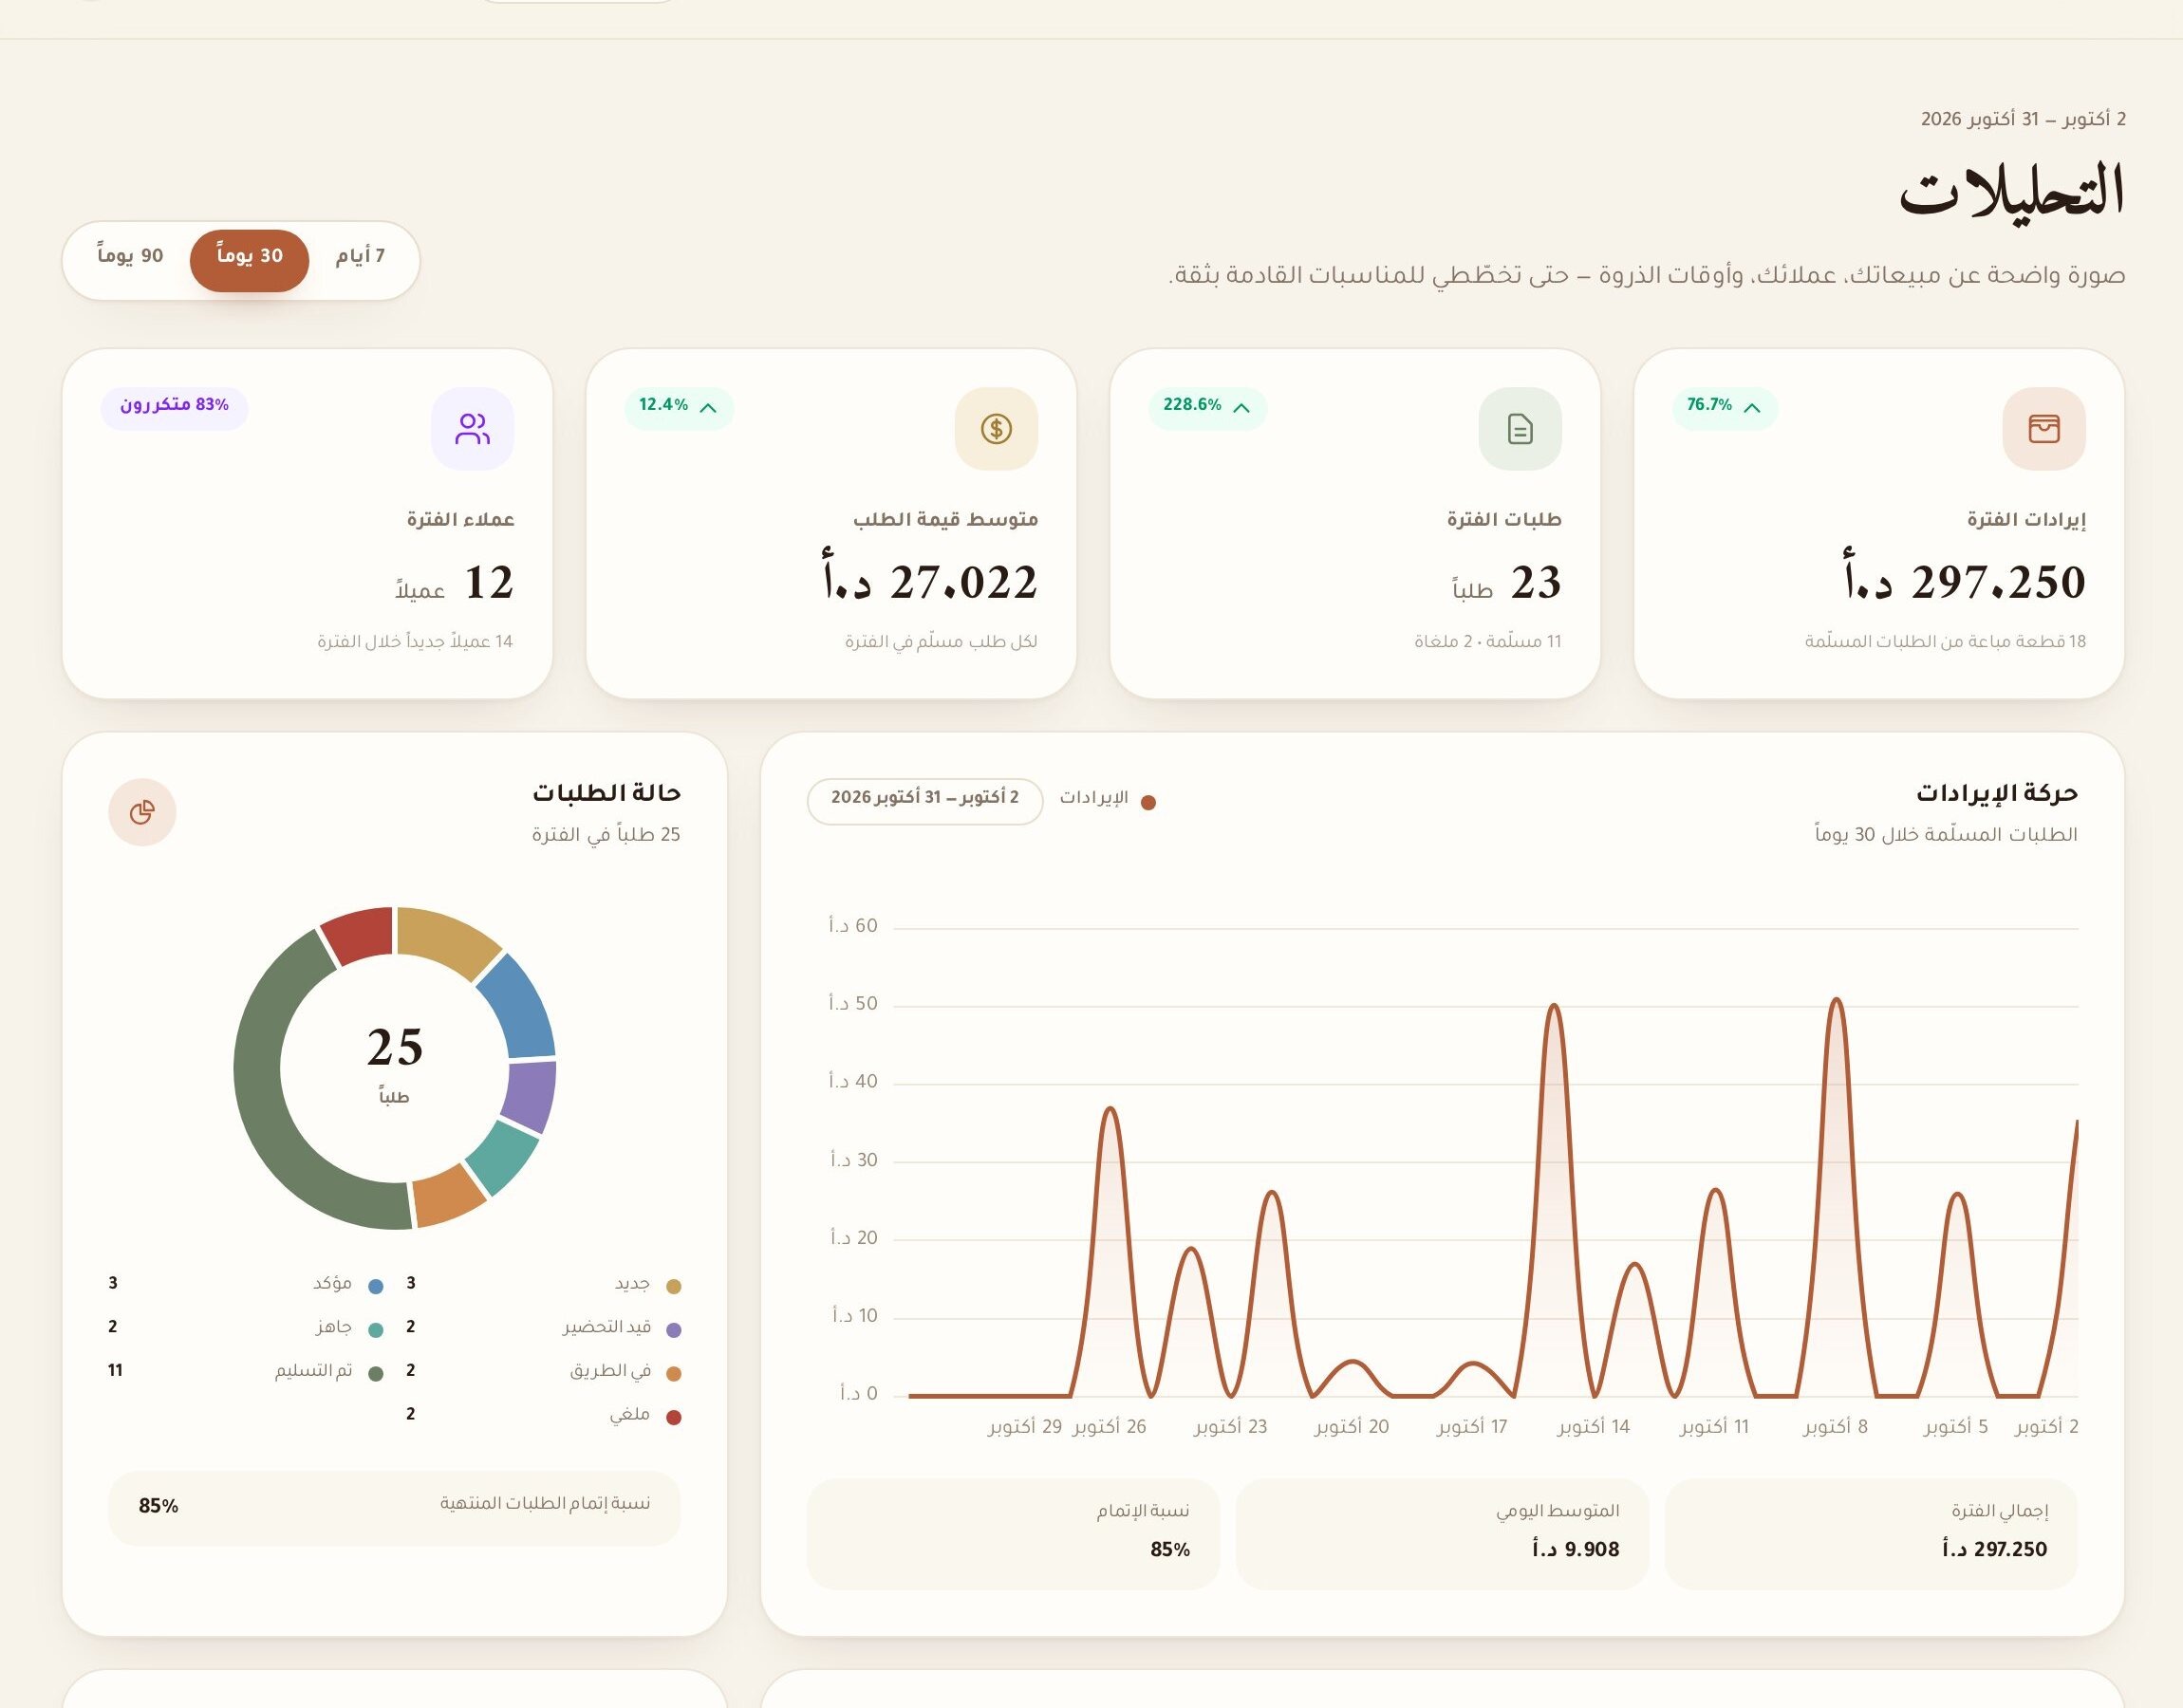 2 أكتوبر – 31 أكتوبر 2026
التحليلات
صورة واضحة عن مبيعاتك، عملائك، وأوقات الذروة – حتى تخطّطي للمناسبات القادمة بثقة.
7 أيام
30 يوماً
90 يوماً
76.7%
إيرادات الفترة
297.250 د.أ
18 قطعة مباعة من الطلبات المسلّمة
228.6%
طلبات الفترة
23 طلباً
11 مسلّمة • 2 ملغاة
12.4%
متوسط قيمة الطلب
27.022 د.أ
لكل طلب مسلّم في الفترة
83% متكررون
عملاء الفترة
12 عميلاً
14 عميلاً جديداً خلال الفترة
حركة الإيرادات
الطلبات المسلّمة خلال 30 يوماً
الإيرادات
2 أكتوبر – 31 أكتوبر 2026
60 د.أ
50 د.أ
40 د.أ
30 د.أ
20 د.أ
10 د.أ
0 د.أ
2 أكتوبر
5 أكتوبر
8 أكتوبر
11 أكتوبر
14 أكتوبر
17 أكتوبر
20 أكتوبر
23 أكتوبر
26 أكتوبر
29 أكتوبر
إجمالي الفترة
297.250 د.أ
المتوسط اليومي
9.908 د.أ
نسبة الإتمام
85%
حالة الطلبات
25 طلباً في الفترة
25
طلباً
جديد 3
مؤكد 3
قيد التحضير 2
جاهز 2
في الطريق 2
تم التسليم 11
ملغي 2
نسبة إتمام الطلبات المنتهية
85%